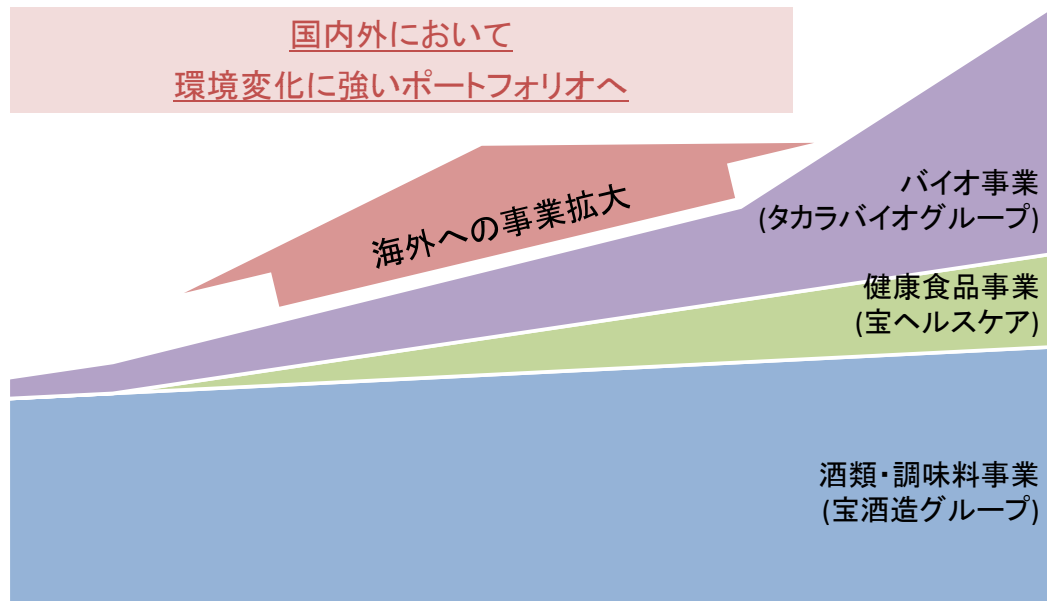 国内外において
環境変化に強いポートフォリオへ
海外への事業拡大
バイオ事業
(タカラバイオグループ)
健康食品事業
(宝ヘルスケア)
酒類・調味料事業
(宝酒造グループ)